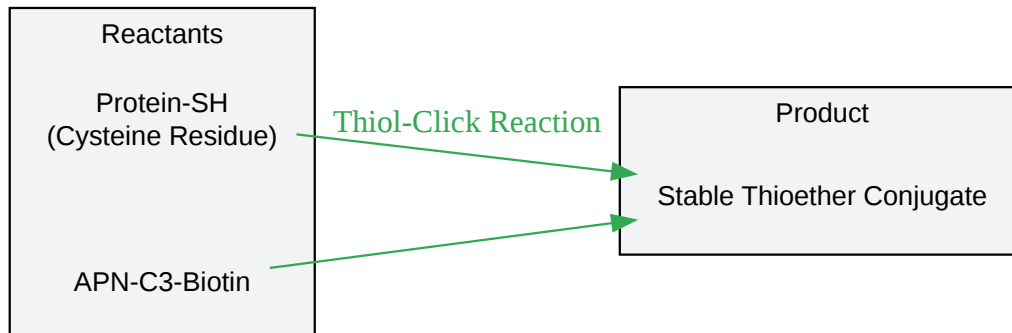 Reactants
Protein-SH
(Cysteine Residue)
APN-C3-Biotin
Thiol-Click Reaction
Product
Stable Thioether Conjugate